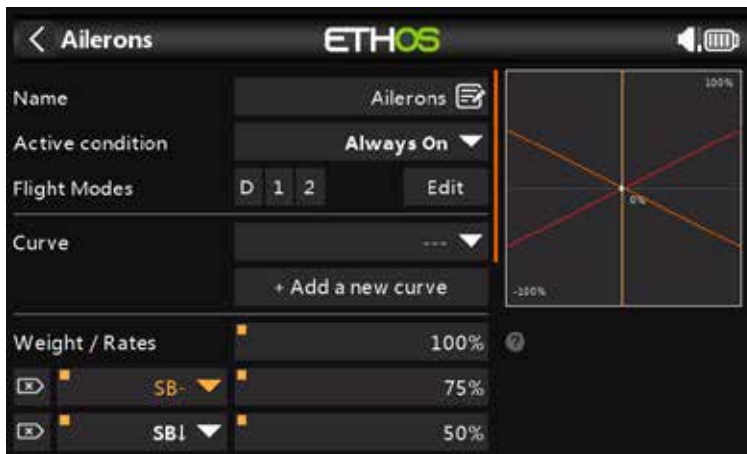 < Ailerons ETHOS
Name Ailerons
Active condition Always On
Flight Modes D 1 2 Edit
Curve ---
+ Add a new curve
Weight / Rates 100%
SB- 75%
SB↓ 50%
100%
0%
-100%
?